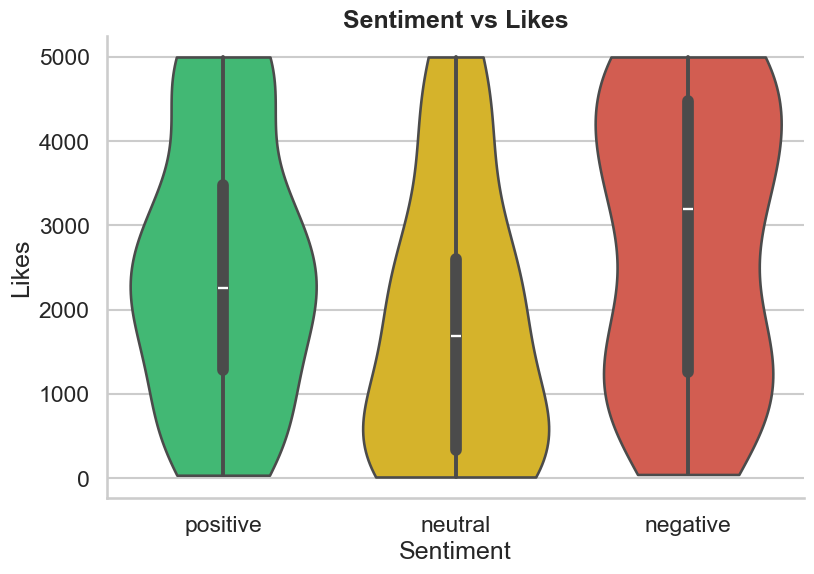 Sentiment vs Likes
5000
4000
3000
2000
1000
0
Likes
positive
neutral
negative
Sentiment